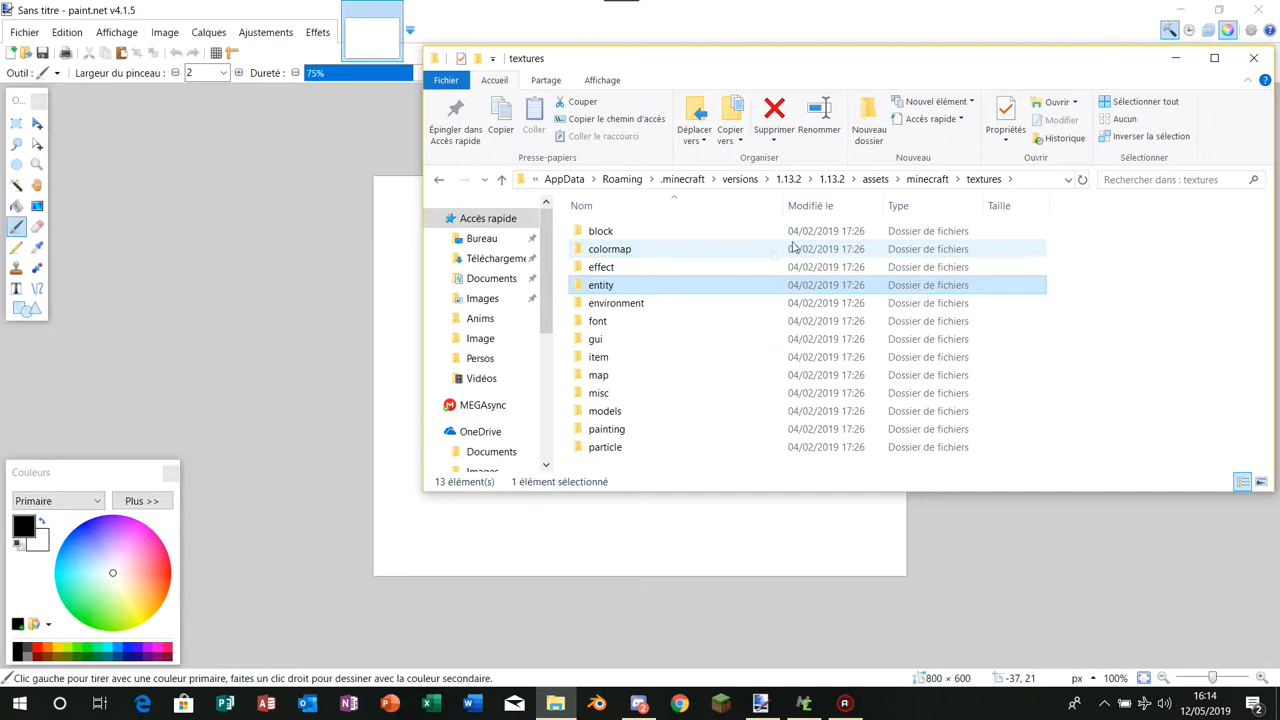 Sans titre - paint.net v4.1.5
Fichier Edition Affichage Image Calques Ajustements Effets
Outil : Largeur du pinceau : 2 Dureté : 75%
textures
Fichier Accueil Partage Affichage
Épingler dans Accès rapide
Copier
Coller
Couper
Copier le chemin d'accès
Coller le raccourci
Presse-papiers
Déplacer vers
Copier vers
Supprimer
Renommer
Organiser
Nouveau dossier
Nouvel élément
Accès rapide
Nouveau
Propriétés
Ouvrir
Modifier
Historique
Ouvrir
Sélectionner tout
Aucun
Inverser la sélection
Sélectionner
« AppData > Roaming > .minecraft > versions > 1.13.2 > 1.13.2 > assets > minecraft > textures >
Rechercher dans : textures
Accès rapide
Bureau
Téléchargeme
Documents
Images
Anims
Image
Persos
Vidéos
MEGAsync
OneDrive
Documents
Images
Nom Modifié le Type Taille
block 04/02/2019 17:26 Dossier de fichiers
colormap 04/02/2019 17:26 Dossier de fichiers
effect 04/02/2019 17:26 Dossier de fichiers
entity 04/02/2019 17:26 Dossier de fichiers
environment 04/02/2019 17:26 Dossier de fichiers
font 04/02/2019 17:26 Dossier de fichiers
gui 04/02/2019 17:26 Dossier de fichiers
item 04/02/2019 17:26 Dossier de fichiers
map 04/02/2019 17:26 Dossier de fichiers
misc 04/02/2019 17:26 Dossier de fichiers
models 04/02/2019 17:26 Dossier de fichiers
painting 04/02/2019 17:26 Dossier de fichiers
particle 04/02/2019 17:26 Dossier de fichiers
13 élément(s) 1 élément sélectionné
O...
Couleurs
Primaire
Plus >>
Clic gauche pour tirer avec une couleur primaire, faites un clic droit pour dessiner avec la couleur secondaire.
800 × 600 -37, 21 px 100%
16:14
12/05/2019